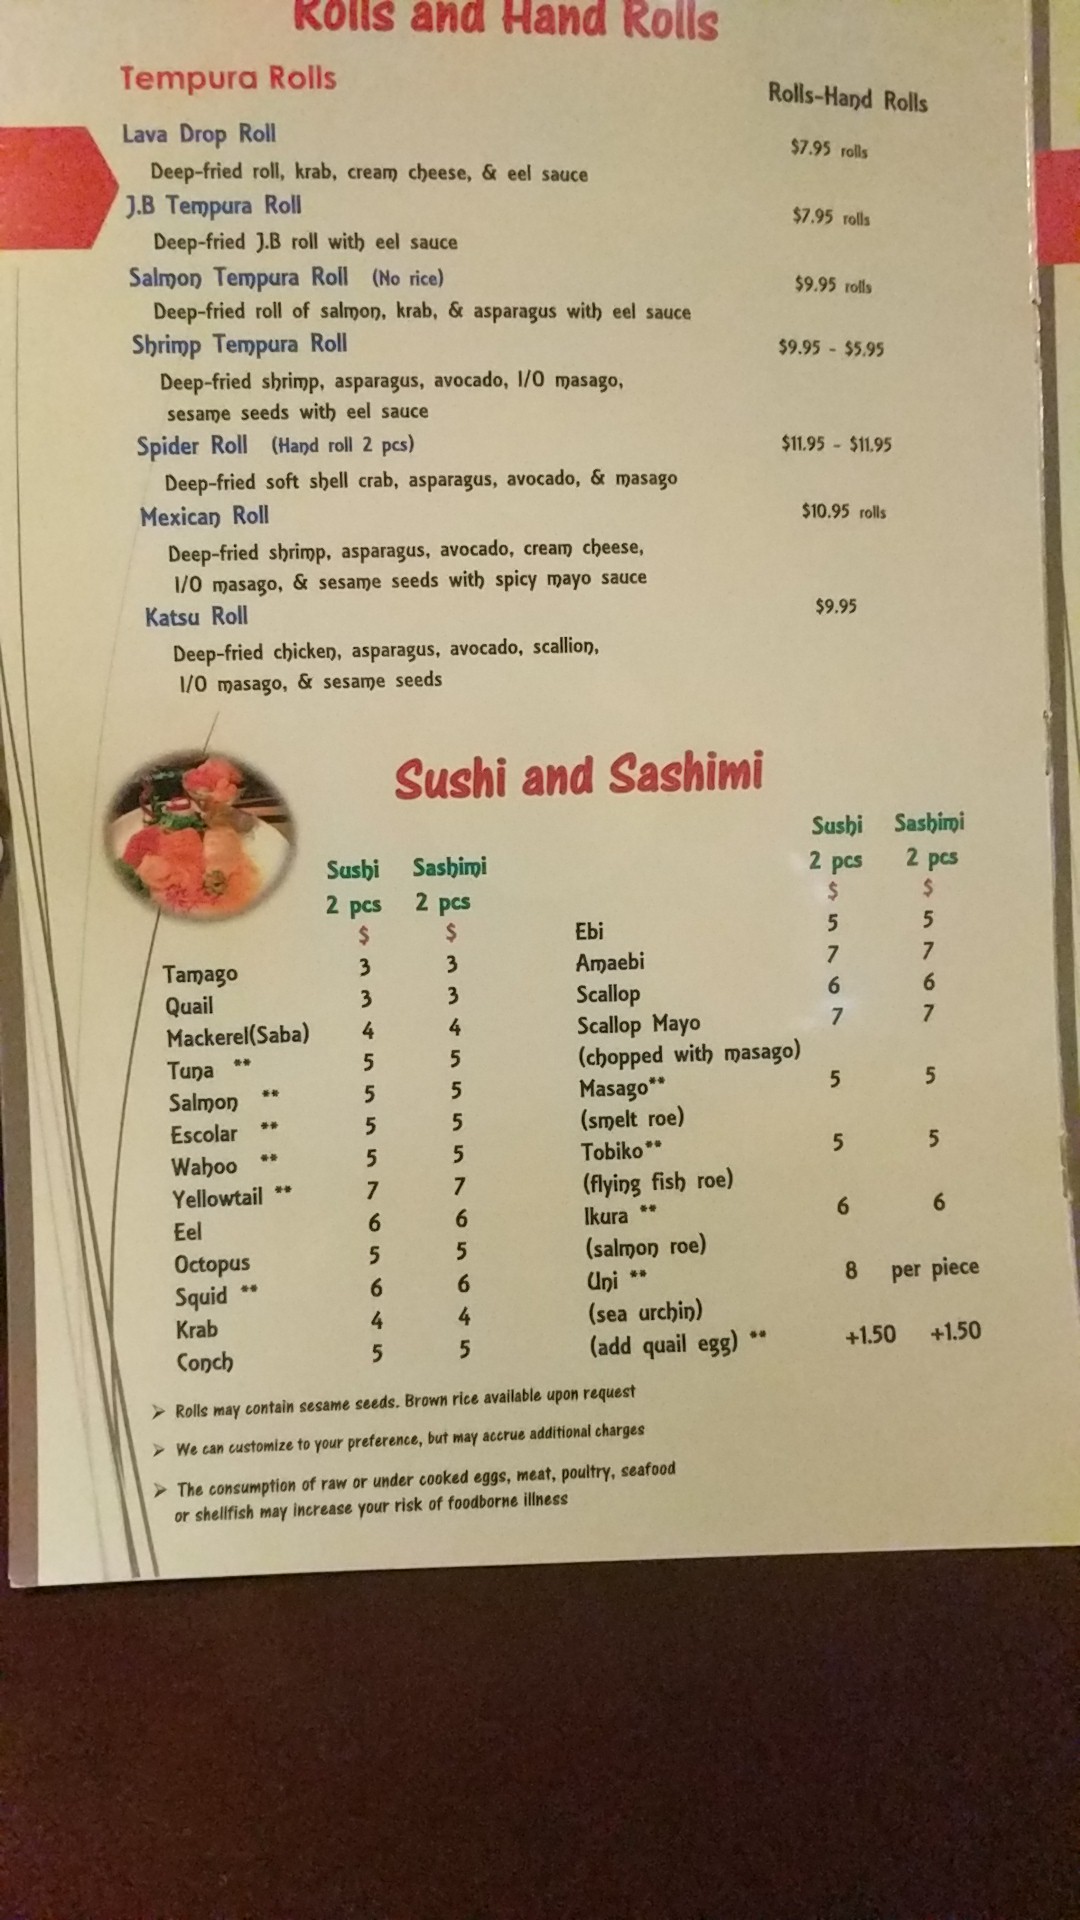 Rolls and Hand Rolls
Tempura Rolls
Rolls-Hand Rolls
Lava Drop Roll $7.95 rolls
Deep-fried roll, krab, cream cheese, & eel sauce
J.B Tempura Roll $7.95 rolls
Deep-fried J.B roll with eel sauce
Salmon Tempura Roll (No rice) $9.95 rolls
Deep-fried roll of salmon, krab, & asparagus with eel sauce
Shrimp Tempura Roll $9.95 - $5.95
Deep-fried shrimp, asparagus, avocado, I/O masago,
sesame seeds with eel sauce
Spider Roll (Hand roll 2 pcs) $11.95 - $11.95
Deep-fried soft shell crab, asparagus, avocado, & masago
Mexican Roll $10.95 rolls
Deep-fried shrimp, asparagus, avocado, cream cheese,
I/O masago, & sesame seeds with spicy mayo sauce
Katsu Roll $9.95
Deep-fried chicken, asparagus, avocado, scallion,
I/O masago, & sesame seeds
Sushi and Sashimi
Sushi Sashimi
2 pcs 2 pcs
$ $
Tamago 3 3
Quail 3 3
Mackerel(Saba) 4 4
Tuna ** 5 5
Salmon ** 5 5
Escolar ** 5 5
Wahoo ** 5 5
Yellowtail ** 7 7
Eel 6 6
Octopus 5 5
Squid ** 6 6
Krab 4 4
Conch 5 5
Sushi Sashimi
2 pcs 2 pcs
$ $
Ebi 5 5
Amaebi 7 7
Scallop 6 6
Scallop Mayo 7 7
(chopped with masago)
Masago** 5 5
(smelt roe)
Tobiko** 5 5
(flying fish roe)
Ikura ** 6 6
(salmon roe)
Uni ** 8 per piece
(sea urchin)
(add quail egg) ** +1.50 +1.50
➢ Rolls may contain sesame seeds. Brown rice available upon request
➢ We can customize to your preference, but may accrue additional charges
➢ The consumption of raw or under cooked eggs, meat, poultry, seafood
or shellfish may increase your risk of foodborne illness